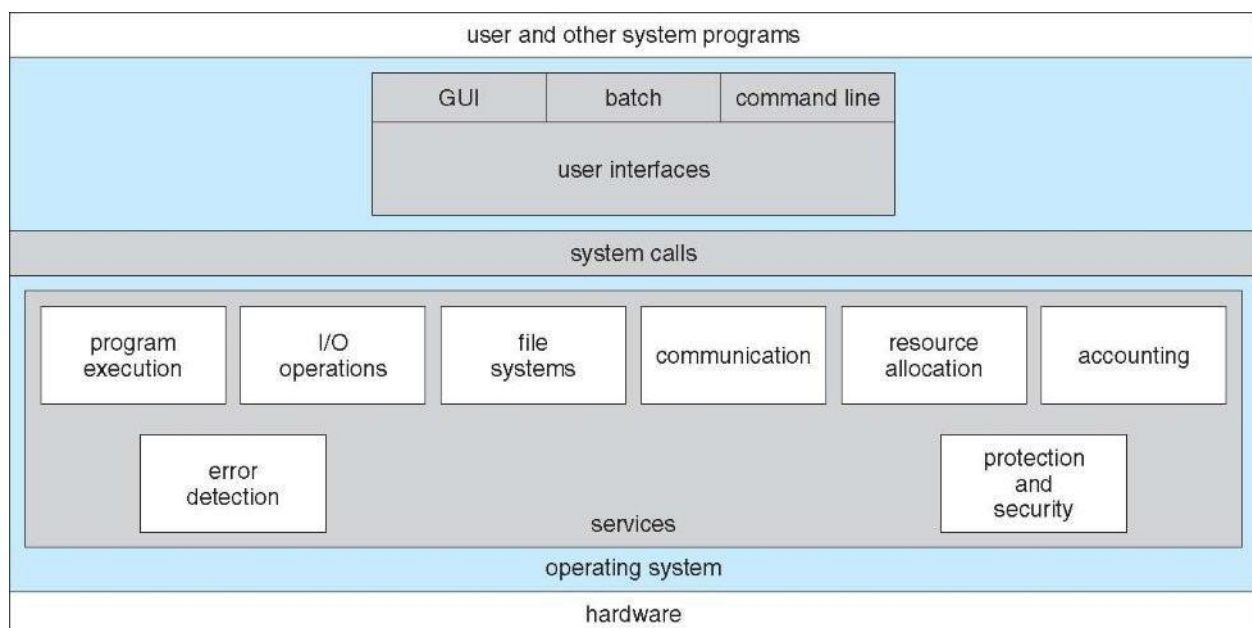 user and other system programs
GUI
batch
command line
user interfaces
system calls
program
execution
I/O
operations
file
systems
communication
resource
allocation
accounting
error
detection
protection
and
security
services
operating system
hardware